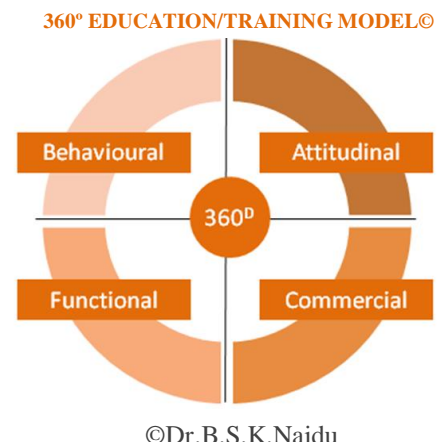 360º EDUCATION/TRAINING MODEL©
Behavioural
Attitudinal
360ᴰ
Functional
Commercial
©Dr.B.S.K.Naidu